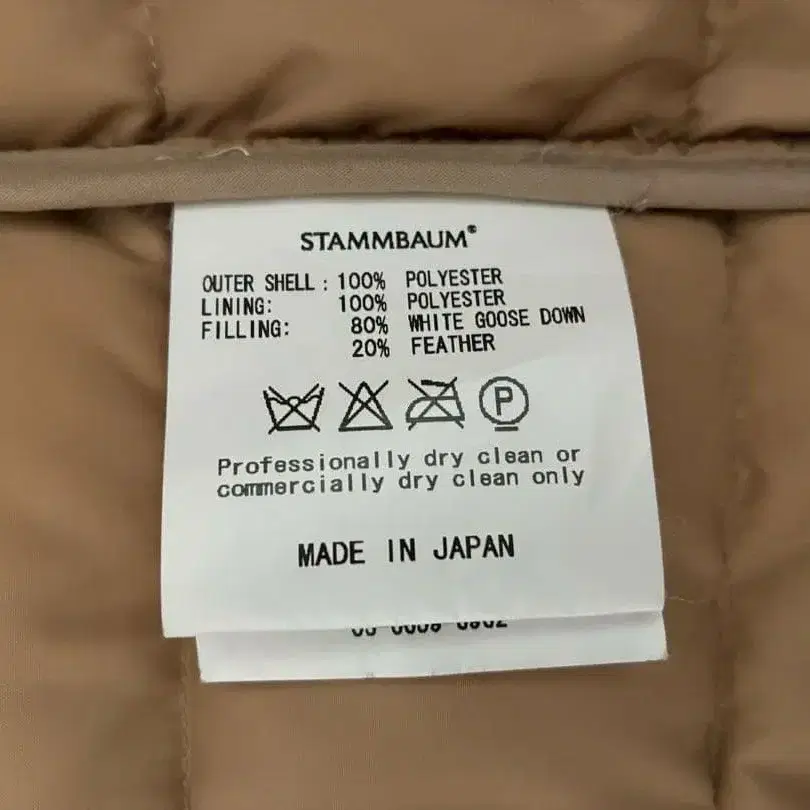 STAMMBAUM®
OUTER SHELL : 100% POLYESTER
LINING: 100% POLYESTER
FILLING: 80% WHITE GOOSE DOWN
20% FEATHER
P
Professionally dry clean or
commercially dry clean only
MADE IN JAPAN